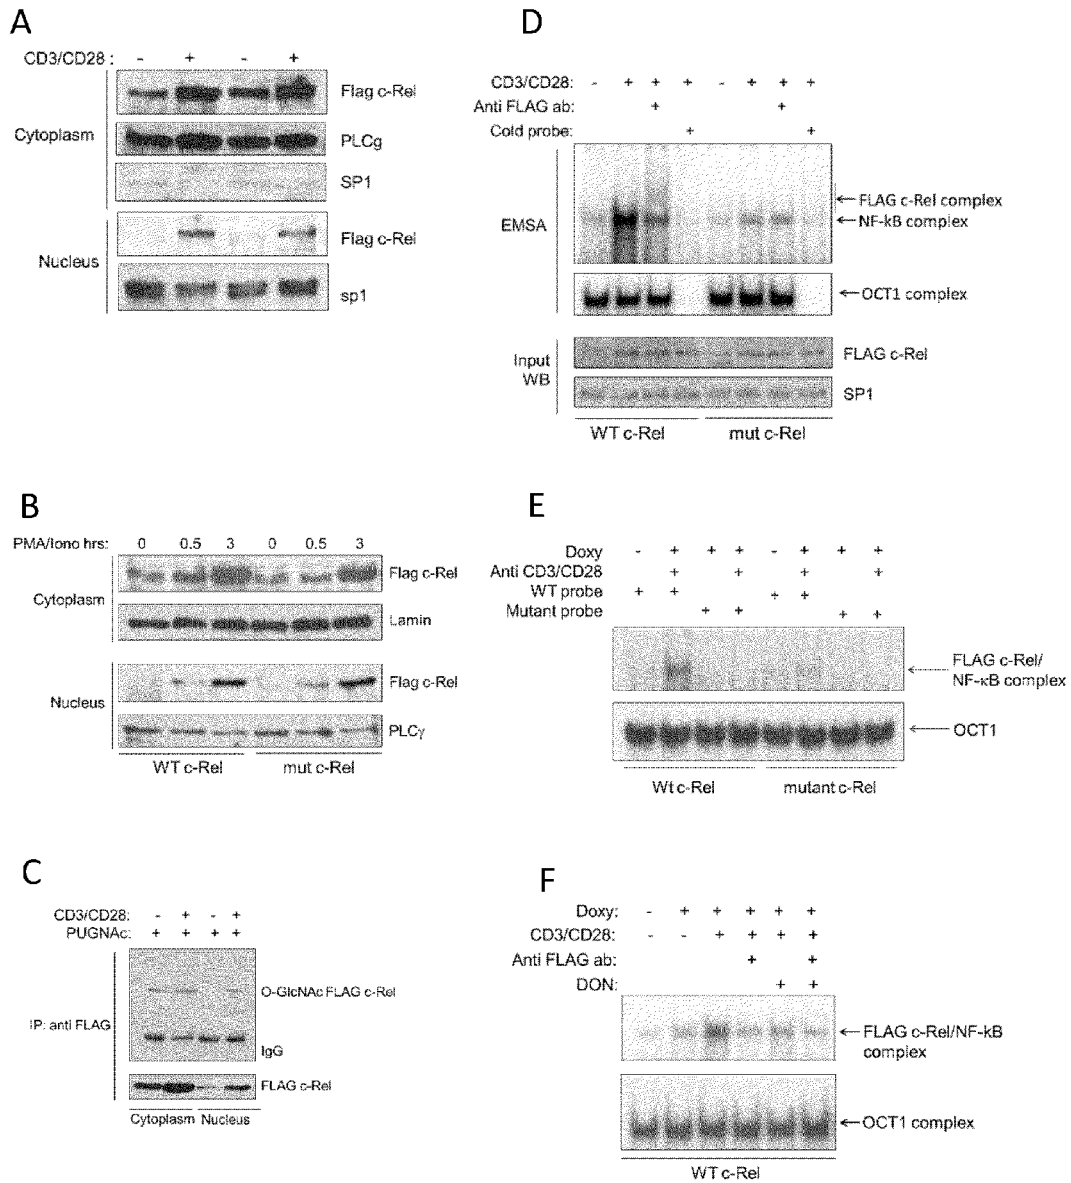 A
CD3/CD28 : - + - +
Cytoplasm
Flag c-Rel
PLCg
SP1
Nucleus
Flag c-Rel
sp1
B
PMA/Iono hrs: 0 0.5 3 0 0.5 3
Cytoplasm
Flag c-Rel
Lamin
Nucleus
Flag c-Rel
PLCγ
WT c-Rel mut c-Rel
C
CD3/CD28: - + - +
PUGNAc: + + + +
IP: anti FLAG
O-GlcNAc FLAG c-Rel
IgG
FLAG c-Rel
Cytoplasm Nucleus
D
CD3/CD28: - + + + - + + +
Anti FLAG ab: + +
Cold probe: + +
EMSA
FLAG c-Rel complex
NF-kB complex
OCT1 complex
Input
WB
FLAG c-Rel
SP1
WT c-Rel mut c-Rel
E
Doxy - + + + - + + +
Anti CD3/CD28 + + + +
WT probe + + + +
Mutant probe + + + +
FLAG c-Rel/
NF-κB complex
OCT1
Wt c-Rel mutant c-Rel
F
Doxy: - + + + + +
CD3/CD28: - - + + + +
Anti FLAG ab: + +
DON: + +
FLAG c-Rel/NF-kB
complex
OCT1 complex
WT c-Rel